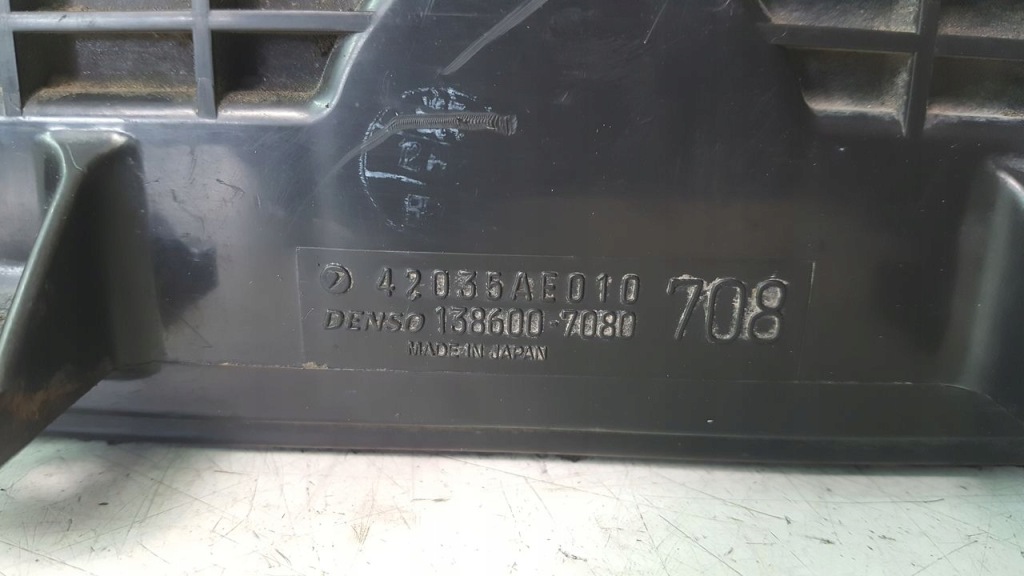 42035AE010
DENSO 138600-7080
708
MADE IN JAPAN